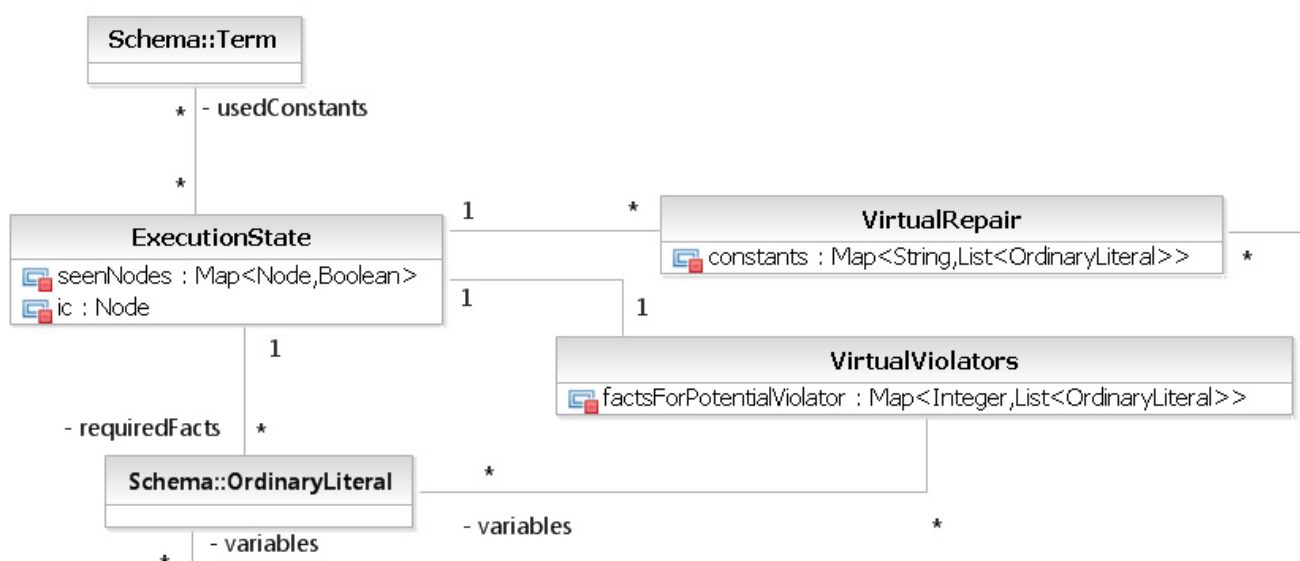 Schema::Term
* - usedConstants
*
1 *
ExecutionState
seenNodes : Map<Node,Boolean>
ic : Node
VirtualRepair
constants : Map<String,List<OrdinaryLiteral>>
*
1
1
1
VirtualViolators
factsForPotentialViolator : Map<Integer,List<OrdinaryLiteral>>
- requiredFacts *
Schema::OrdinaryLiteral
*
- variables
*
- variables
*